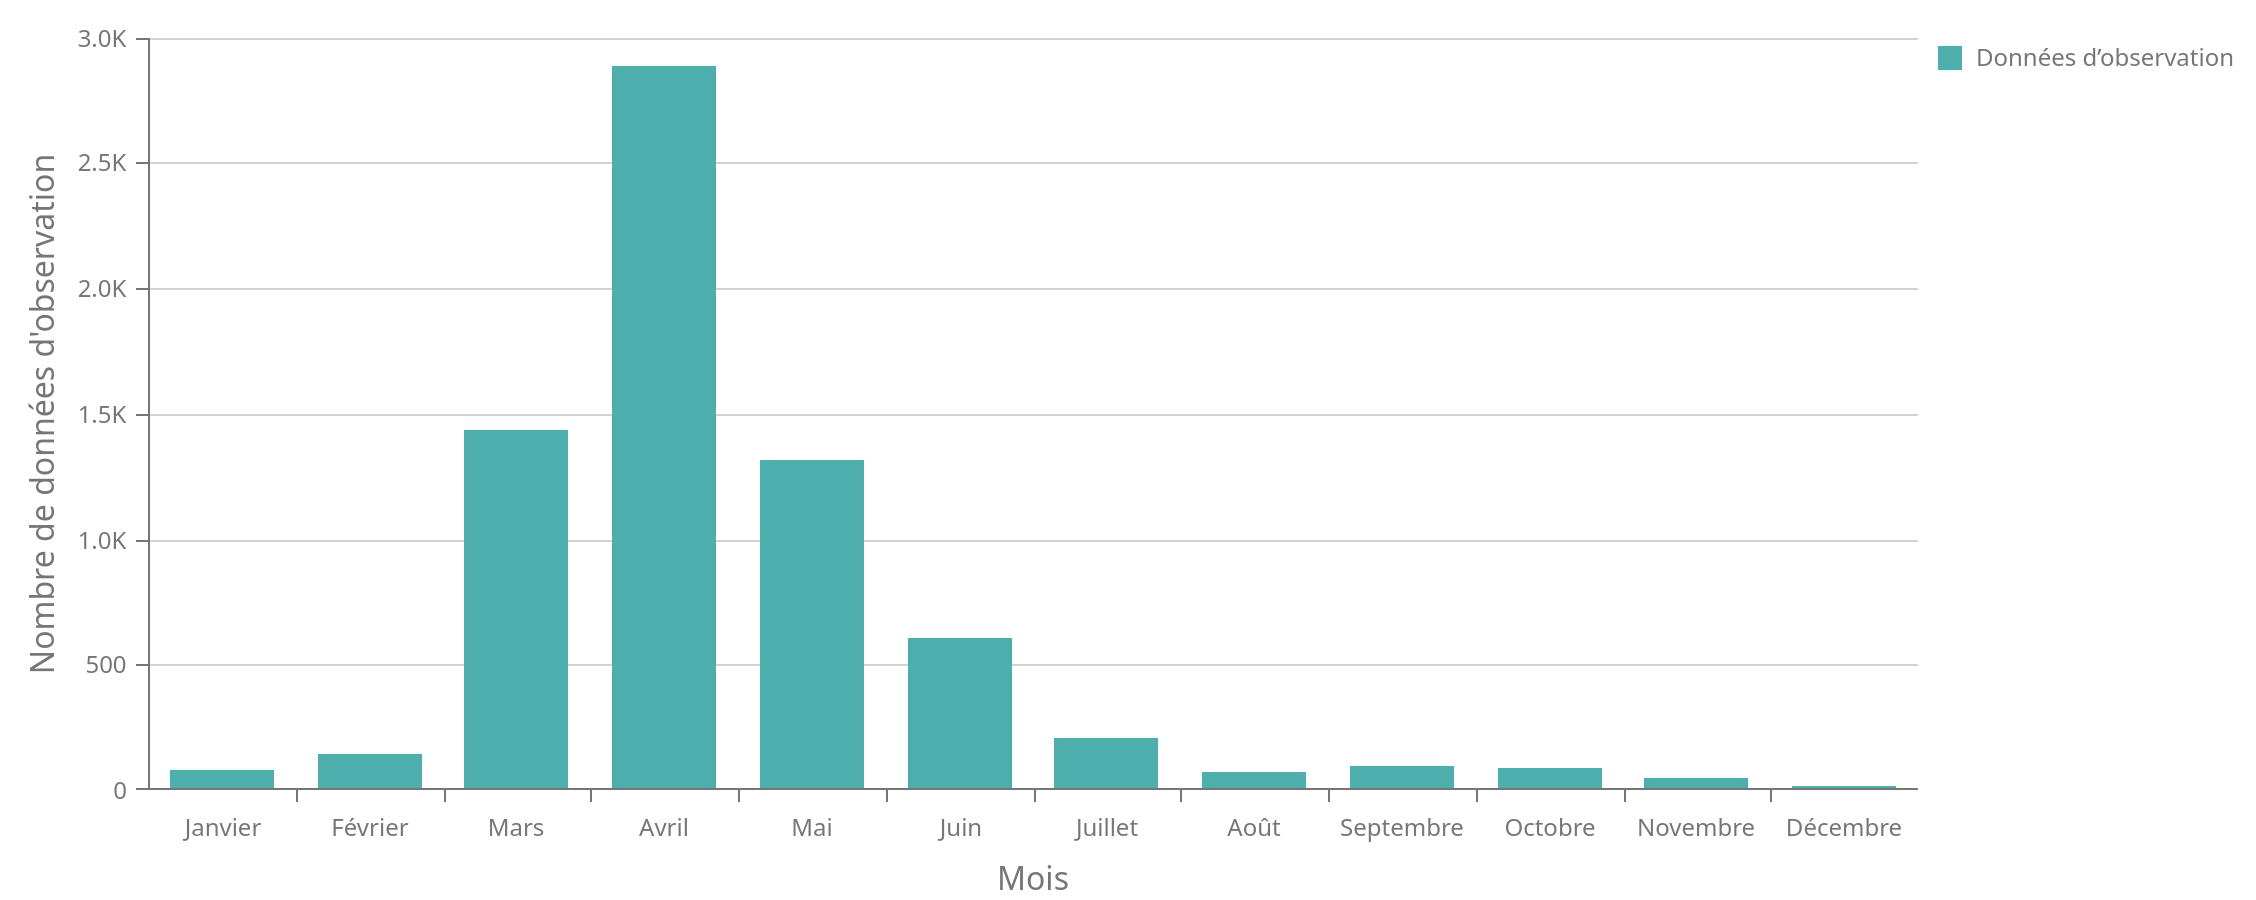 3.0K
2.5K
2.0K
1.5K
1.0K
500
0
Nombre de données d'observation
Janvier Février Mars Avril Mai Juin Juillet Août Septembre Octobre Novembre Décembre
Mois
Données d’observation